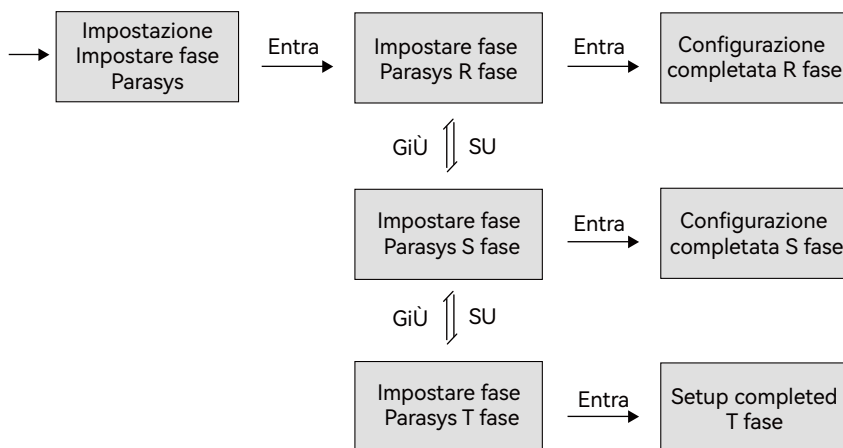 Impostazione
Impostare fase
Parasys
Entra
Impostare fase
Parasys R fase
Entra
Configurazione
completata R fase
GiÙ
SU
Impostare fase
Parasys S fase
Entra
Configurazione
completata S fase
GiÙ
SU
Impostare fase
Parasys T fase
Entra
Setup completed
T fase